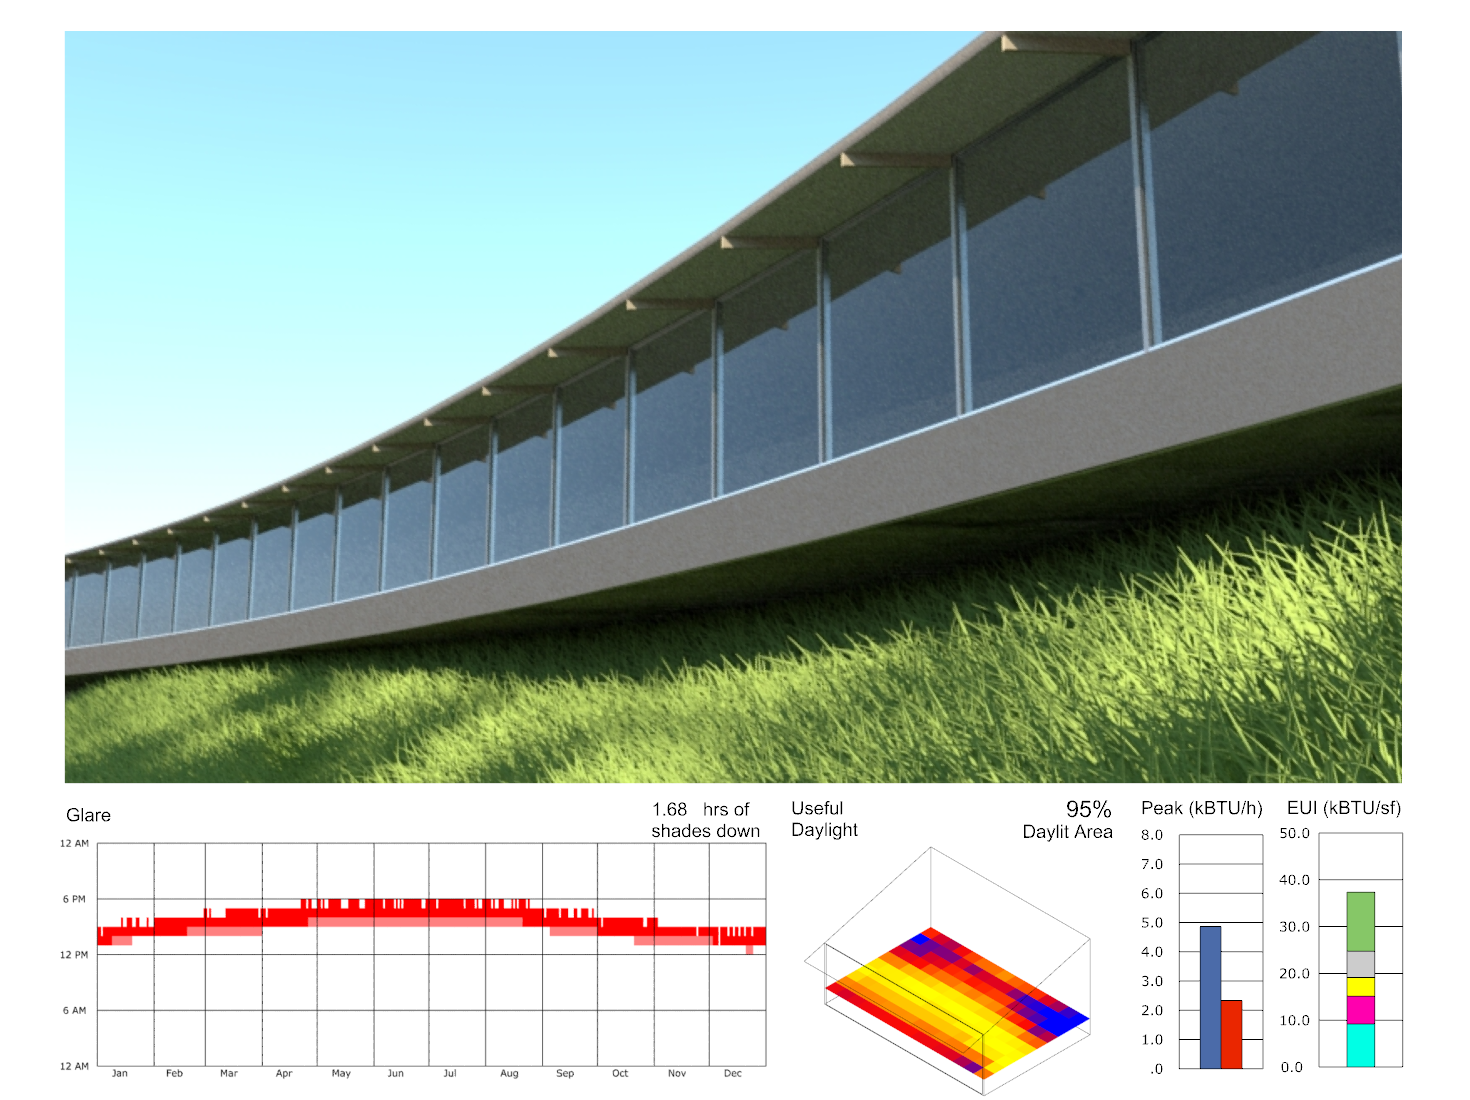 Glare
1.68 hrs of
shades down
12 AM
6 PM
12 PM
6 AM
12 AM
Jan Feb Mar Apr May Jun Jul Aug Sep Oct Nov Dec
Useful
Daylight
95%
Daylit Area
Peak (kBTU/h)
8.0
7.0
6.0
5.0
4.0
3.0
2.0
1.0
.0
EUI (kBTU/sf)
50.0
40.0
30.0
20.0
10.0
0.0